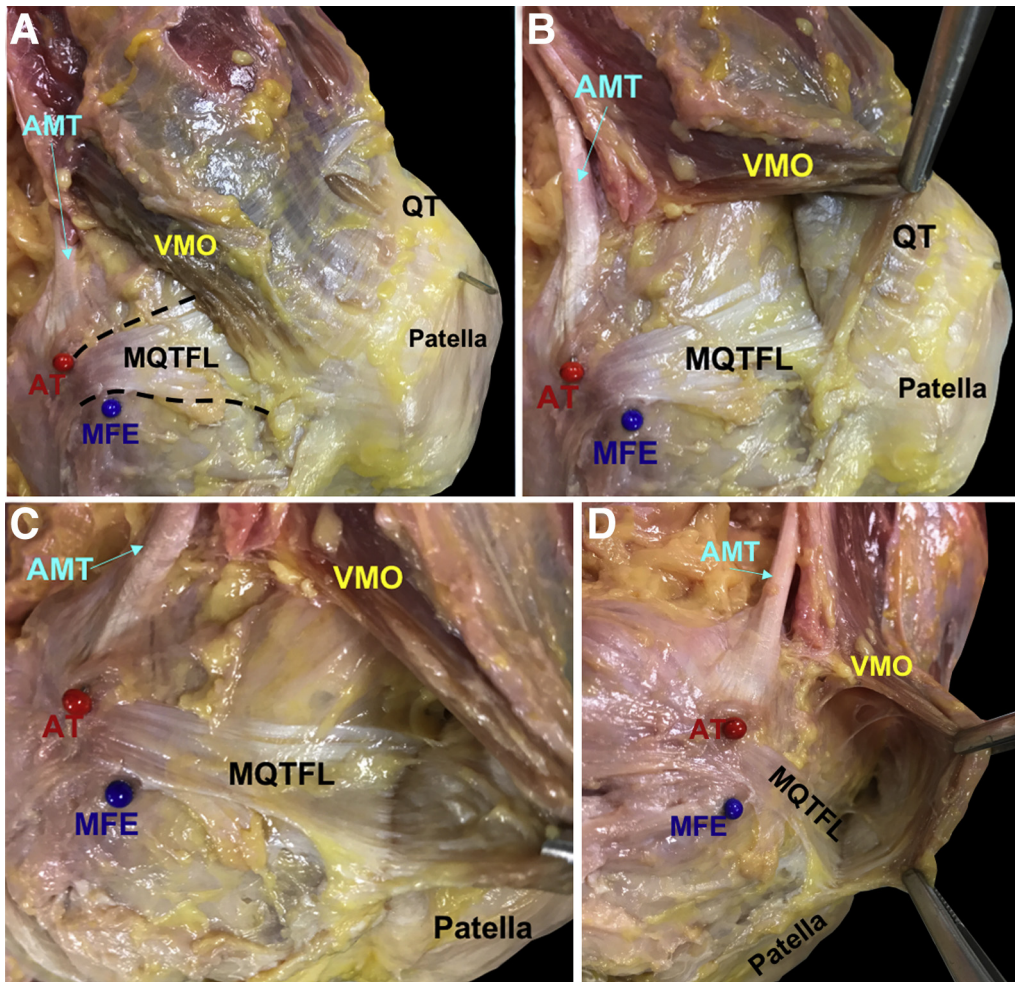 A
AMT
VMO
QT
Patella
MQTFL
AT
MFE
B
AMT
VMO
QT
MQTFL
Patella
AT
MFE
C
AMT
VMO
AT
MQTFL
MFE
Patella
D
AMT
VMO
AT
MQTFL
MFE
Patella